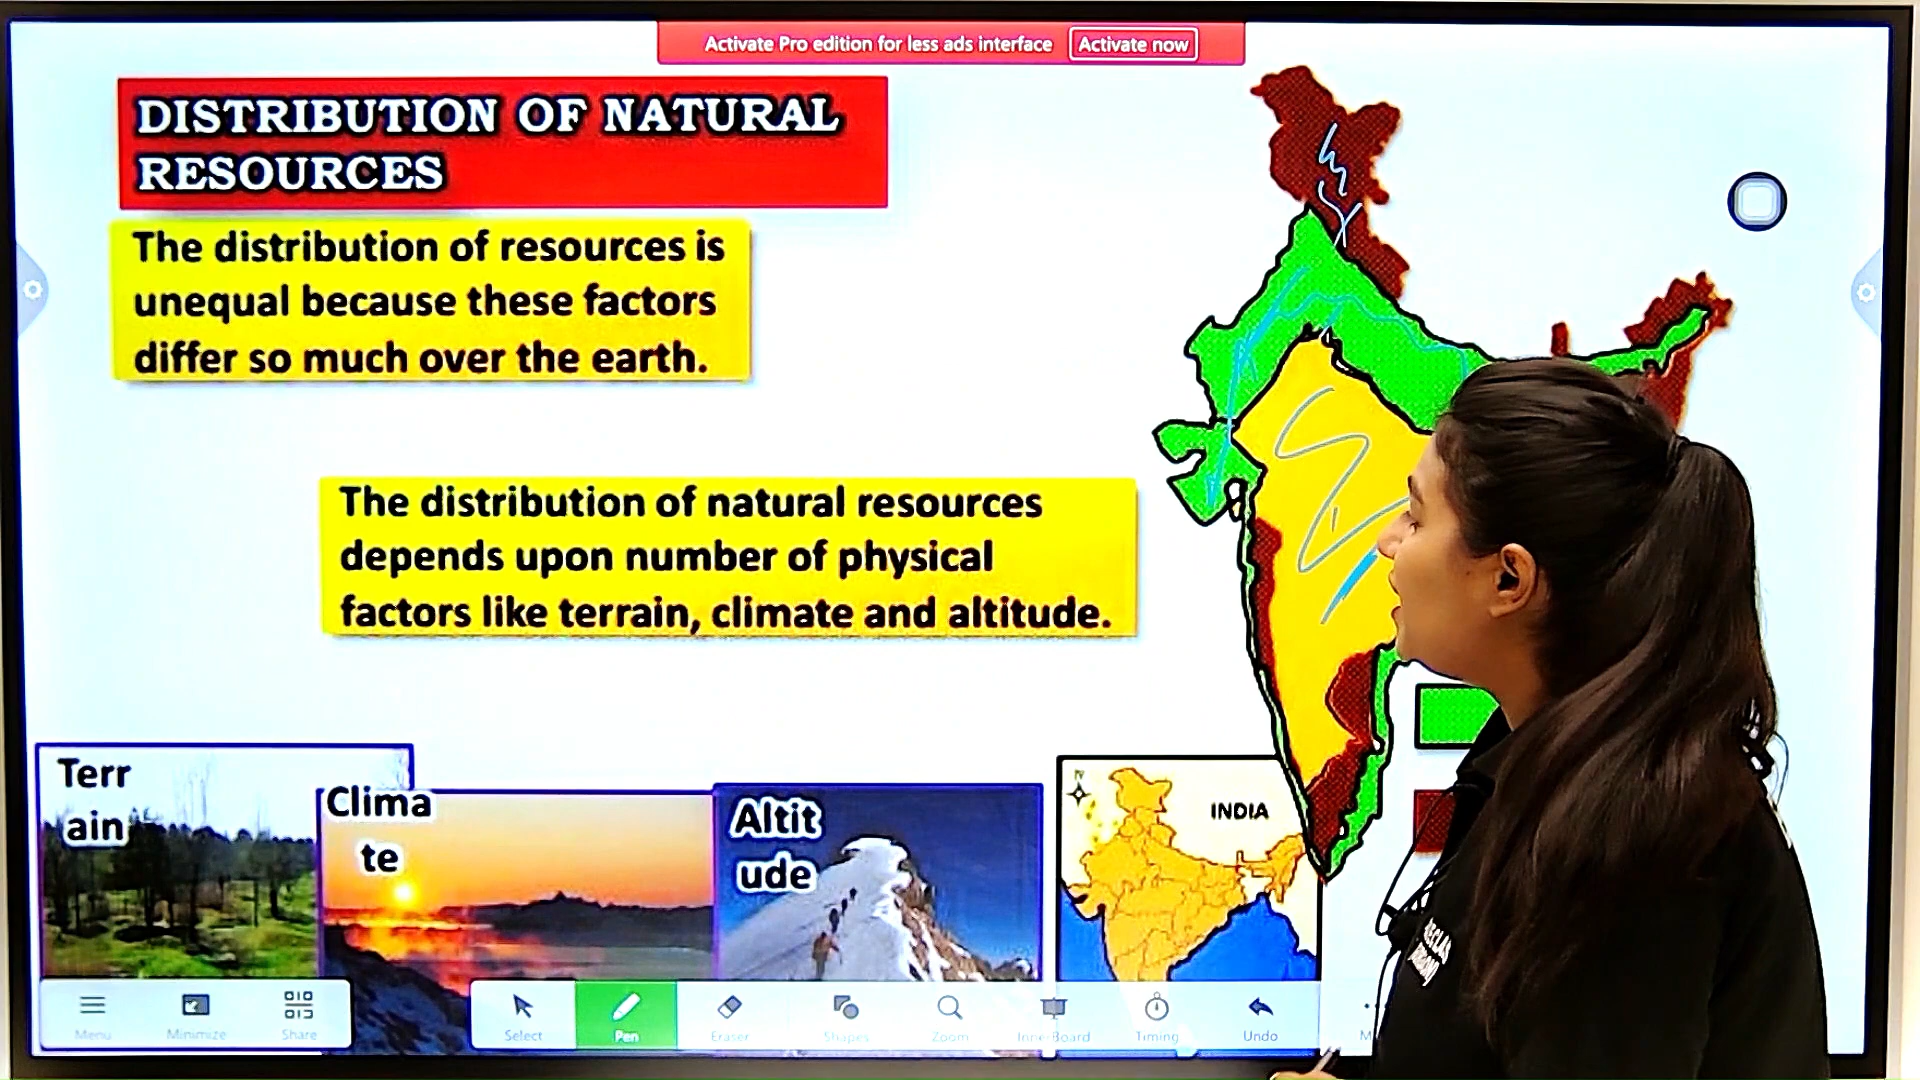 Activate Pro edition for less ads interface Activate now
DISTRIBUTION OF NATURAL
RESOURCES
The distribution of resources is
unequal because these factors
differ so much over the earth.
The distribution of natural resources
depends upon number of physical
factors like terrain, climate and altitude.
Terr
ain
Clima
te
Altit
ude
N
INDIA
Menu
Minimize
Share
Select
Pen
Eraser
Shapes
Zoom
Inner Board
Timing
Undo